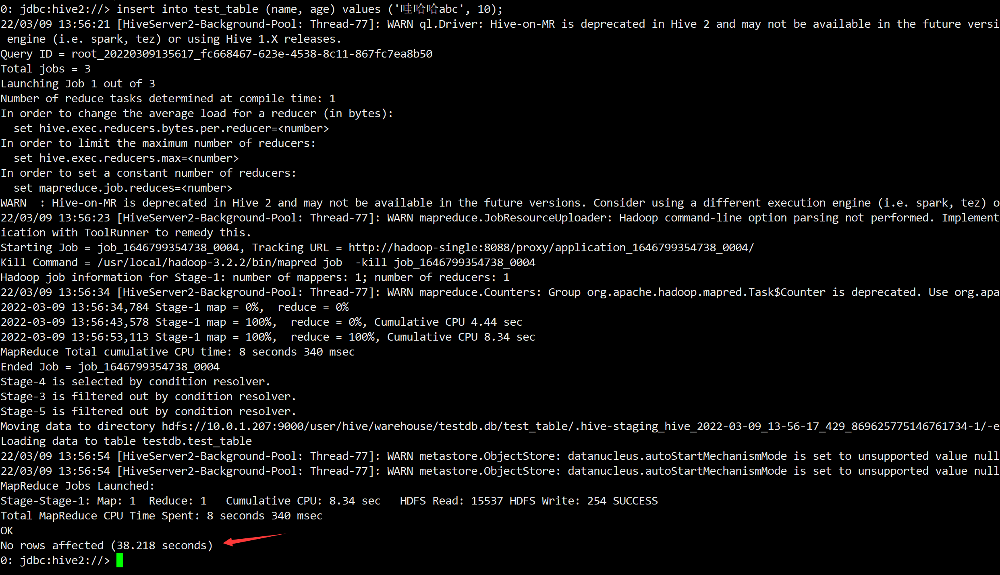 0: jdbc:hive2://> insert into test_table (name, age) values ('哇哈哈abc', 10);
22/03/09 13:56:21 [HiveServer2-Background-Pool: Thread-77]: WARN ql.Driver: Hive-on-MR is deprecated in Hive 2 and may not be available in the future versi
 engine (i.e. spark, tez) or using Hive 1.X releases.
Query ID = root_20220309135617_fc668467-623e-4538-8c11-867fc7ea8b50
Total jobs = 3
Launching Job 1 out of 3
Number of reduce tasks determined at compile time: 1
In order to change the average load for a reducer (in bytes):
  set hive.exec.reducers.bytes.per.reducer=<number>
In order to limit the maximum number of reducers:
  set hive.exec.reducers.max=<number>
In order to set a constant number of reducers:
  set mapreduce.job.reduces=<number>
WARN  : Hive-on-MR is deprecated in Hive 2 and may not be available in the future versions. Consider using a different execution engine (i.e. spark, tez) o
22/03/09 13:56:23 [HiveServer2-Background-Pool: Thread-77]: WARN mapreduce.JobResourceUploader: Hadoop command-line option parsing not performed. Implement
ication with ToolRunner to remedy this.
Starting Job = job_1646799354738_0004, Tracking URL = http://hadoop-single:8088/proxy/application_1646799354738_0004/
Kill Command = /usr/local/hadoop-3.2.2/bin/mapred job  -kill job_1646799354738_0004
Hadoop job information for Stage-1: number of mappers: 1; number of reducers: 1
22/03/09 13:56:34 [HiveServer2-Background-Pool: Thread-77]: WARN mapreduce.Counters: Group org.apache.hadoop.mapred.Task$Counter is deprecated. Use org.apa
2022-03-09 13:56:34,784 Stage-1 map = 0%,  reduce = 0%
2022-03-09 13:56:43,578 Stage-1 map = 100%,  reduce = 0%, Cumulative CPU 4.44 sec
2022-03-09 13:56:53,113 Stage-1 map = 100%,  reduce = 100%, Cumulative CPU 8.34 sec
MapReduce Total cumulative CPU time: 8 seconds 340 msec
Ended Job = job_1646799354738_0004
Stage-4 is selected by condition resolver.
Stage-3 is filtered out by condition resolver.
Stage-5 is filtered out by condition resolver.
Moving data to directory hdfs://10.0.1.207:9000/user/hive/warehouse/testdb.db/test_table/.hive-staging_hive_2022-03-09_13-56-17_429_869625775146761734-1/-e
Loading data to table testdb.test_table
22/03/09 13:56:54 [HiveServer2-Background-Pool: Thread-77]: WARN metastore.ObjectStore: datanucleus.autoStartMechanismMode is set to unsupported value null
22/03/09 13:56:54 [HiveServer2-Background-Pool: Thread-77]: WARN metastore.ObjectStore: datanucleus.autoStartMechanismMode is set to unsupported value null
MapReduce Jobs Launched:
Stage-Stage-1: Map: 1  Reduce: 1   Cumulative CPU: 8.34 sec   HDFS Read: 15537 HDFS Write: 254 SUCCESS
Total MapReduce CPU Time Spent: 8 seconds 340 msec
OK
No rows affected (38.218 seconds)
0: jdbc:hive2://>